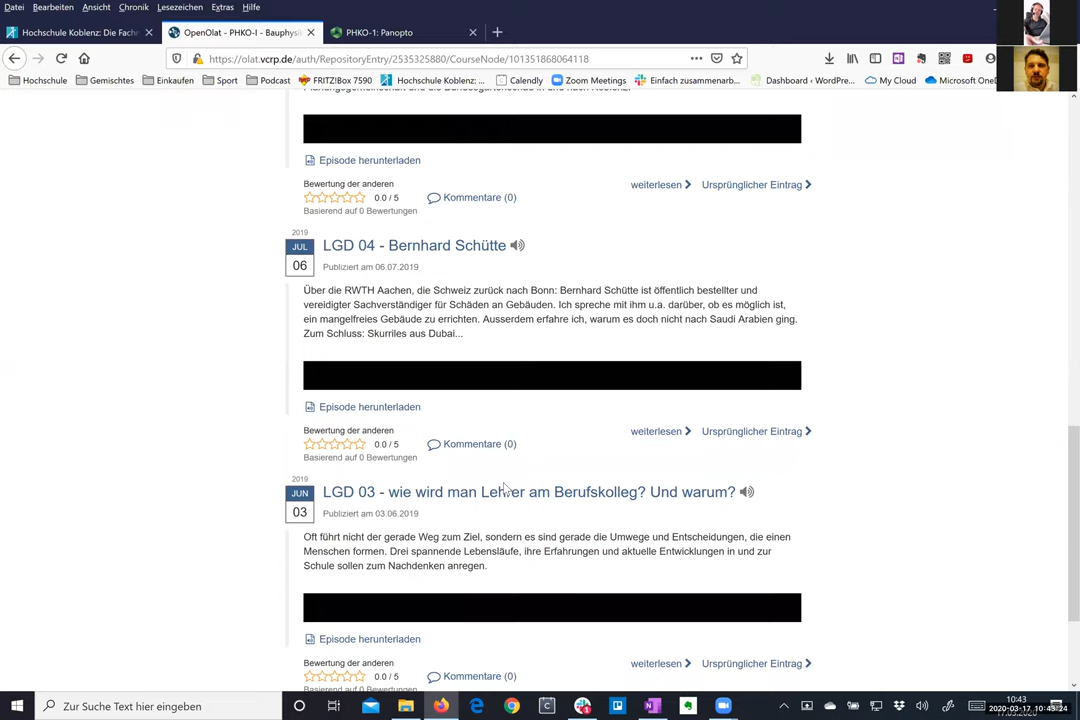 Datei Bearbeiten Ansicht Chronik Lesezeichen Extras Hilfe
Hochschule Koblenz: Die Fach
OpenOlat - PHKO-I - Bauphysi
PHKO-1: Panopto
https://olat.vcrp.de/auth/RepositoryEntry/2535325880/CourseNode/101351868064118
Hochschule Gemischtes Einkaufen Sport Podcast FRITZ!Box 7590 Hochschule Koblenz: ... Calendly Zoom Meetings Einfach zusammenarb... Dashboard ‹ WordPre... My Cloud Microsoft OneD
Episode herunterladen
Bewertung der anderen
0.0 / 5
Kommentare (0)
Basierend auf 0 Bewertungen
weiterlesen
Ursprünglicher Eintrag
2019
JUL
06
LGD 04 - Bernhard Schütte
Publiziert am 06.07.2019
Über die RWTH Aachen, die Schweiz zurück nach Bonn: Bernhard Schütte ist öffentlich bestellter und
vereidigter Sachverständiger für Schäden an Gebäuden. Ich spreche mit ihm u.a. darüber, ob es möglich ist,
ein mangelfreies Gebäude zu errichten. Ausserdem erfahre ich, warum es doch nicht nach Saudi Arabien ging.
Zum Schluss: Skurriles aus Dubai...
Episode herunterladen
Bewertung der anderen
0.0 / 5
Kommentare (0)
Basierend auf 0 Bewertungen
weiterlesen
Ursprünglicher Eintrag
2019
JUN
03
LGD 03 - wie wird man Lehrer am Berufskolleg? Und warum?
Publiziert am 03.06.2019
Oft führt nicht der gerade Weg zum Ziel, sondern es sind gerade die Umwege und Entscheidungen, die einen
Menschen formen. Drei spannende Lebensläufe, ihre Erfahrungen und aktuelle Entwicklungen in und zur
Schule sollen zum Nachdenken anregen.
Episode herunterladen
Bewertung der anderen
0.0 / 5
Kommentare (0)
Basierend auf 0 Bewertungen
weiterlesen
Ursprünglicher Eintrag
Zur Suche Text hier eingeben
10:43
2020-03-17, 10:43:24